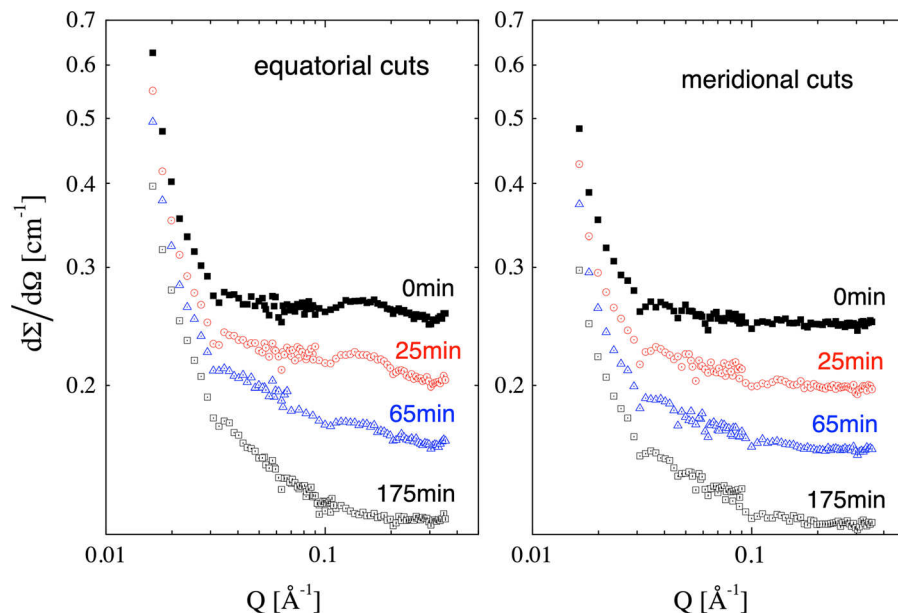 0.7
0.6
0.5
0.4
0.3
0.2
dΣ/dΩ [cm⁻¹]
equatorial cuts
0min
25min
65min
175min
0.01
0.1
Q [Å⁻¹]
0.7
0.6
0.5
0.4
0.3
0.2
meridional cuts
0min
25min
65min
175min
0.01
0.1
Q [Å⁻¹]